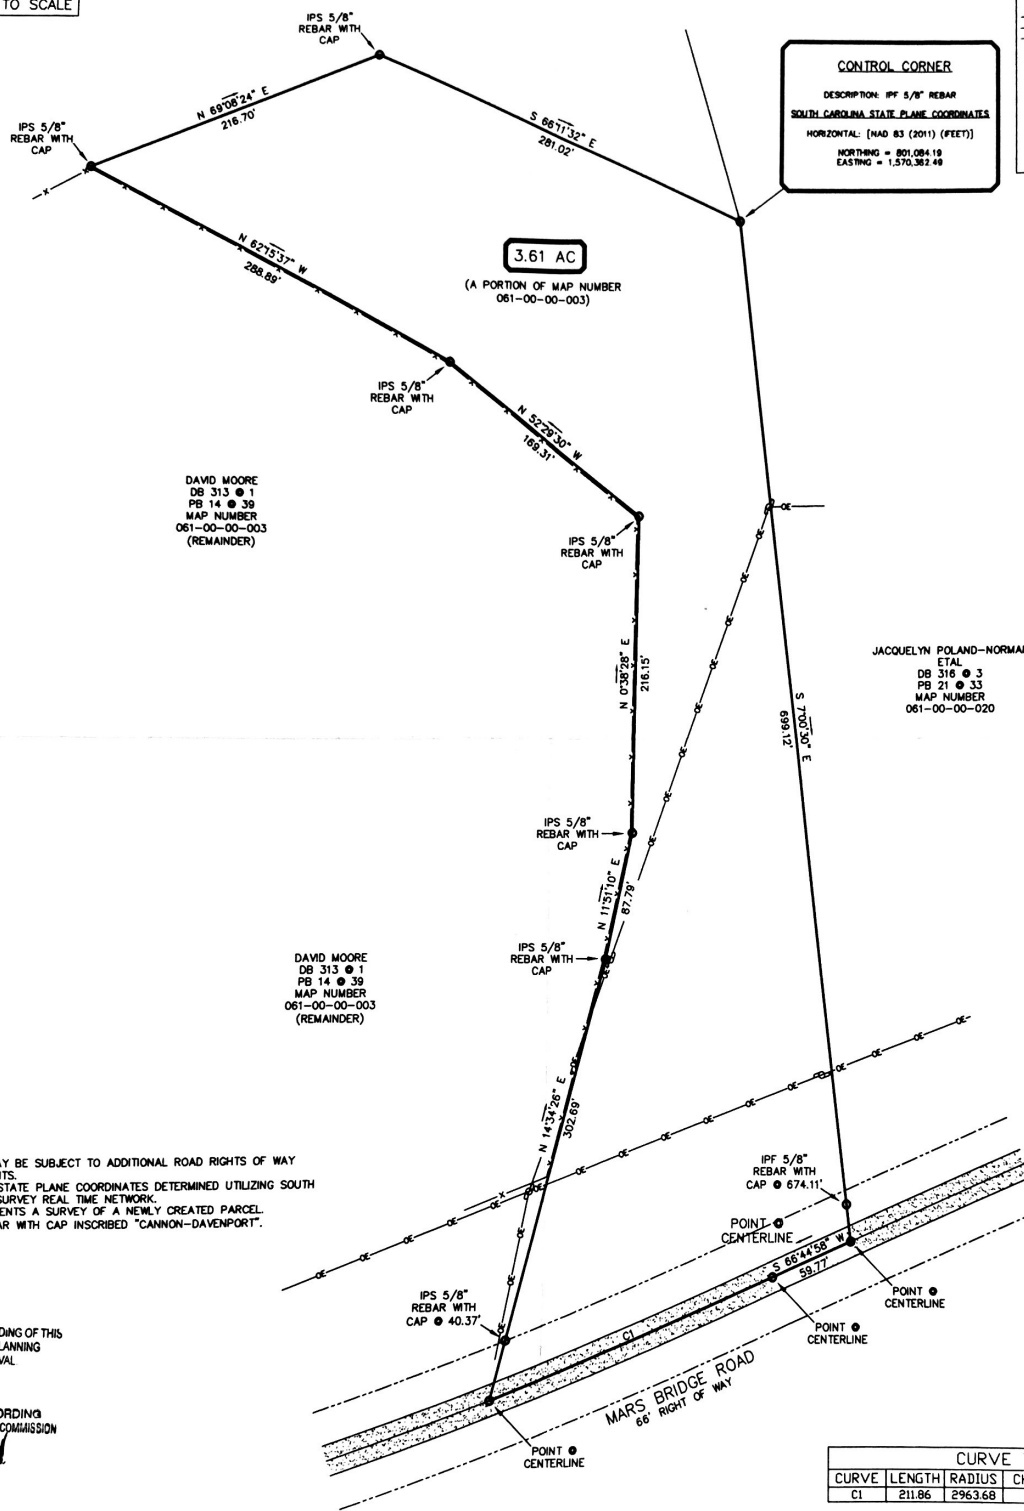 TO SCALE
IPS 5/8"
REBAR WITH
CAP
N 69°08'24" E
216.70'
IPS 5/8"
REBAR WITH
CAP
S 66°11'32" E
281.02'
CONTROL CORNER
DESCRIPTION: IPF 5/8" REBAR
SOUTH CAROLINA STATE PLANE COORDINATES
HORIZONTAL: [NAD 83 (2011) (FEET)]
NORTHING = 801,084.19
EASTING = 1,570,362.49
N 62°15'37" W
288.89'
3.61 AC
(A PORTION OF MAP NUMBER
061-00-00-003)
IPS 5/8"
REBAR WITH
CAP
N 52°29'30" W
169.31'
DAVID MOORE
DB 313 @ 1
PB 14 @ 39
MAP NUMBER
061-00-00-003
(REMAINDER)
OE
IPS 5/8"
REBAR WITH
CAP
N 0°38'28" E
216.15'
JACQUELYN POLAND-NORMA
ETAL
DB 316 @ 3
PB 21 @ 33
MAP NUMBER
061-00-00-020
S 7°00'30" E
699.12'
IPS 5/8"
REBAR WITH
CAP
N 11°51'10" E
87.79'
IPS 5/8"
REBAR WITH
CAP
DAVID MOORE
DB 313 @ 1
PB 14 @ 39
MAP NUMBER
061-00-00-003
(REMAINDER)
N 14°34'26" E
302.69'
Y BE SUBJECT TO ADDITIONAL ROAD RIGHTS OF WAY
TS.
STATE PLANE COORDINATES DETERMINED UTILIZING SOUTH
SURVEY REAL TIME NETWORK.
ENTS A SURVEY OF A NEWLY CREATED PARCEL.
AR WITH CAP INSCRIBED "CANNON-DAVENPORT".
IPF 5/8"
REBAR WITH
CAP @ 674.11'
POINT @
CENTERLINE
S 66°44'58" W
59.77'
POINT @
CENTERLINE
POINT @
CENTERLINE
IPS 5/8"
REBAR WITH
CAP @ 40.37'
C1
MARS BRIDGE ROAD
66' RIGHT OF WAY
POINT @
CENTERLINE
DING OF THIS
LANNING
VAL
ORDING
COMMISSION
CURVE
CURVE LENGTH RADIUS CH
C1 211.86 2963.68